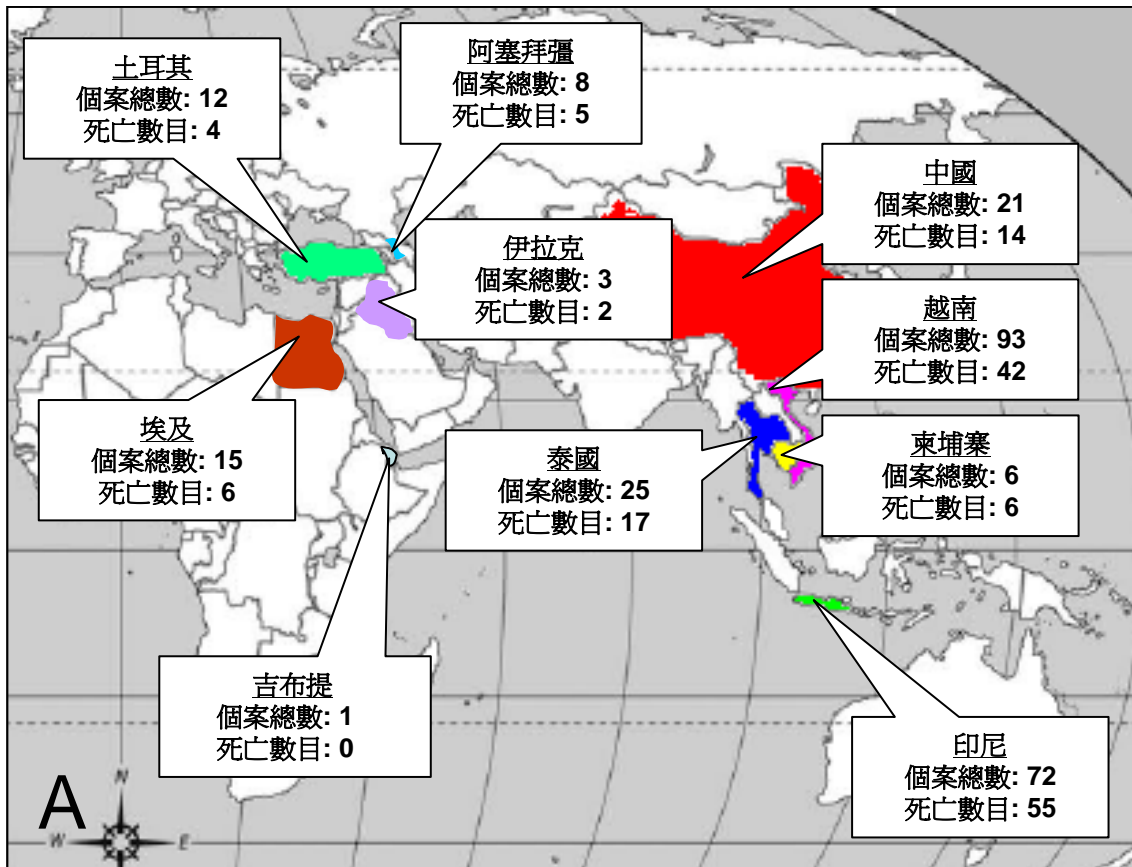 土耳其
個案總數: 12
死亡數目: 4
阿塞拜彊
個案總數: 8
死亡數目: 5
中國
個案總數: 21
死亡數目: 14
伊拉克
個案總數: 3
死亡數目: 2
越南
個案總數: 93
死亡數目: 42
埃及
個案總數: 15
死亡數目: 6
泰國
個案總數: 25
死亡數目: 17
柬埔寨
個案總數: 6
死亡數目: 6
吉布提
個案總數: 1
死亡數目: 0
印尼
個案總數: 72
死亡數目: 55
A
N
W
E